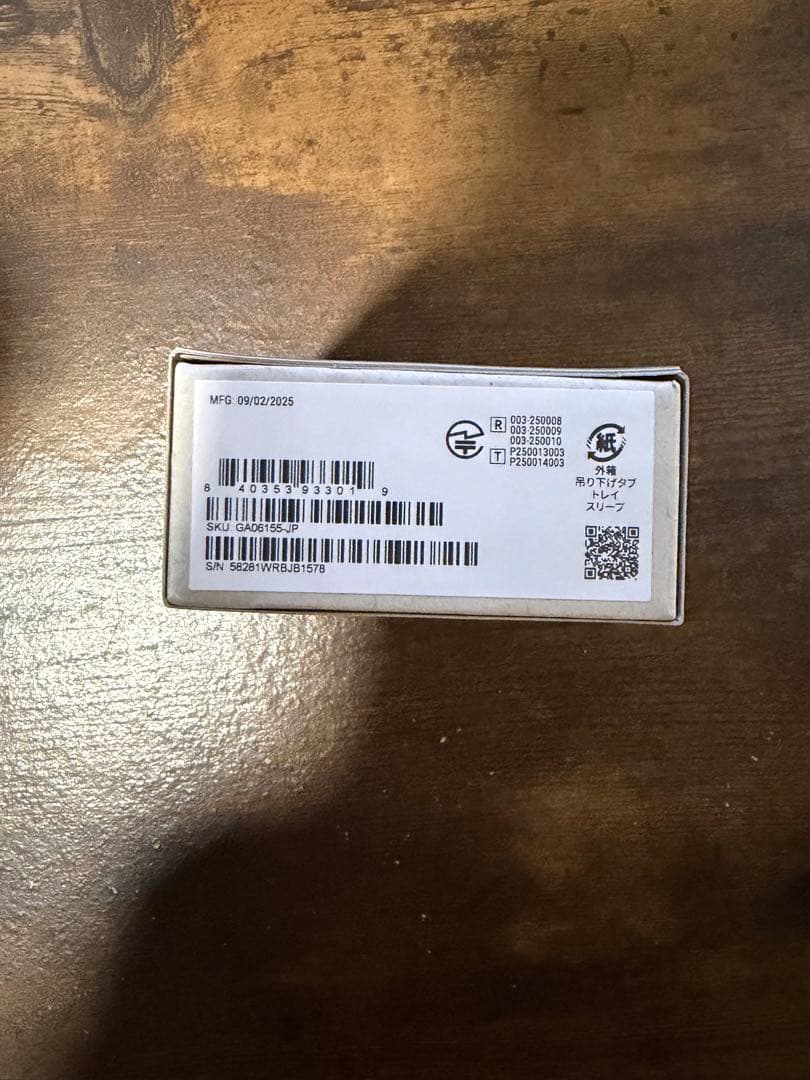 MFG: 09/02/2025
R 003-250008
003-250009
003-250010
T P250013003
P250014003
紙
外箱
吊り下げタブ
トレイ
スリーブ
8 40353 93301 9
SKU: GA06155-JP
S/N 58281WRBJB1578